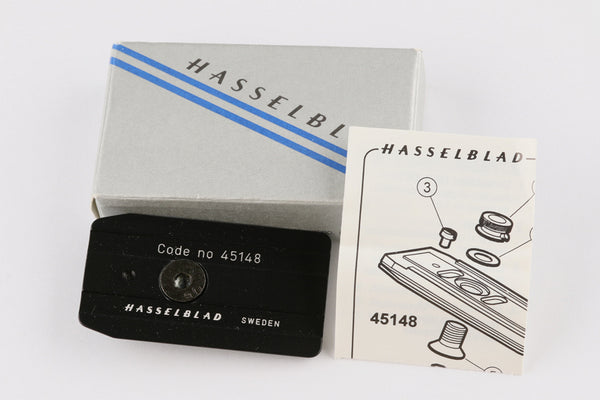 HASSELBLAD
HASSELBLAD
3
45148
Code no 45148
HASSELBLAD SWEDEN